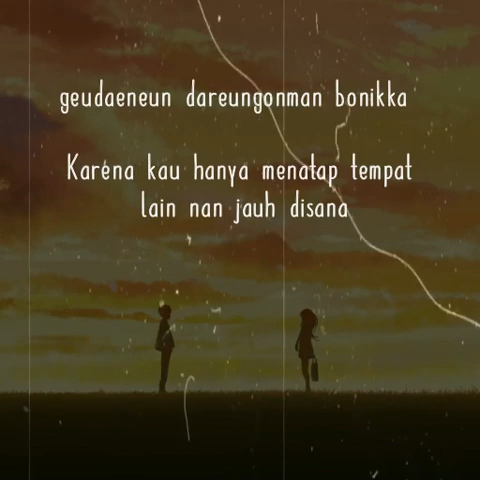 geudaeneun dareungonman bonikka
Karena kau hanya menatap tempat
lain nan jauh disana